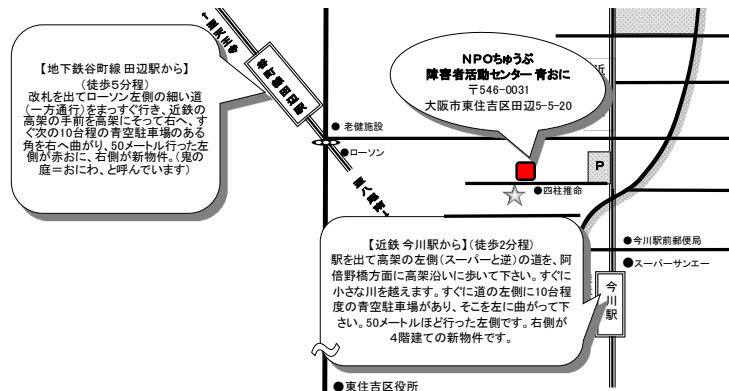 【地下鉄谷町線 田辺駅から】
(徒歩5分程)
改札を出てローソン左側の細い道
(一方通行)をまっすぐ行き、近鉄の
高架の手前を高架にそって右へ、す
ぐ次の10台程の青空駐車場のある
角を右へ曲がり、50メートル行った左
側が赤おに、右側が新物件。(鬼の
庭=おにわ、と呼んでいます)
谷町線田辺駅
NPOちゅうぶ
障害者活動センター 青おに
〒546-0031
大阪市東住吉区田辺5-5-20
近
●老健施設
●ローソン
P
●四柱推命
【近鉄 今川駅から】(徒歩2分程)
駅を出て高架の左側(スーパーと逆)の道を、阿
倍野橋方面に高架沿いに歩いて下さい。すぐに
小さな川を越えます。すぐに道の左側に10台程
度の青空駐車場があり、そこを左に曲がって下
さい。50メートルほど行った左側です。右側が
4階建ての新物件です。
●今川駅前郵便局
●スーパーサンエー
今川駅
●東住吉区役所